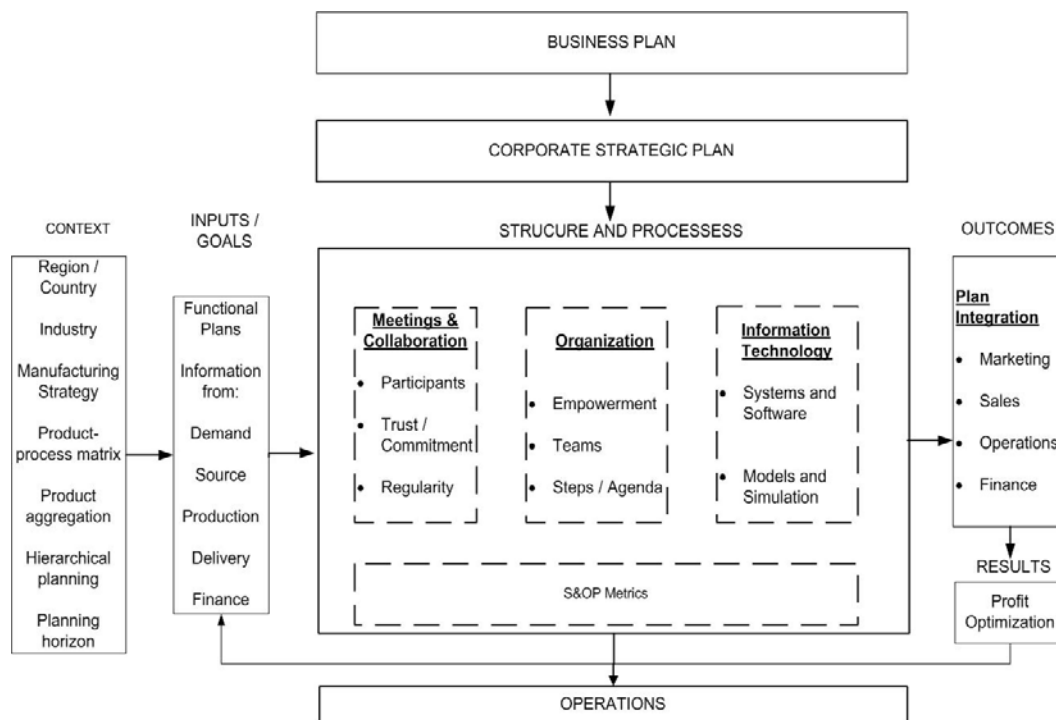 BUSINESS PLAN
CORPORATE STRATEGIC PLAN
CONTEXT
Region /
Country
Industry
Manufacturing
Strategy
Product-
process matrix
Product
aggregation
Hierarchical
planning
Planning
horizon
INPUTS /
GOALS
Functional
Plans
Information
from:
Demand
Source
Production
Delivery
Finance
STRUCURE AND PROCESSESS
Meetings &
Collaboration
• Participants
• Trust /
Commitment
• Regularity
Organization
• Empowerment
• Teams
• Steps / Agenda
Information
Technology
• Systems and
Software
• Models and
Simulation
S&OP Metrics
OUTCOMES
Plan
Integration
• Marketing
• Sales
• Operations
• Finance
RESULTS
Profit
Optimization
OPERATIONS